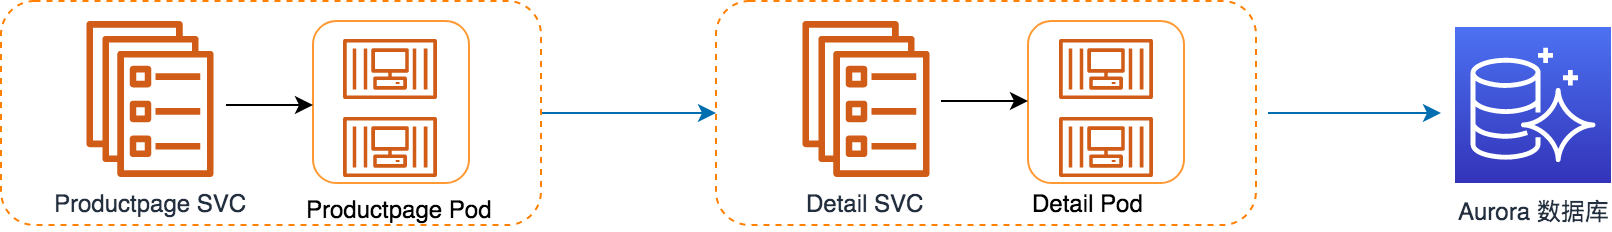 Productpage SVC
Productpage Pod
Detail SVC
Detail Pod
Aurora 数据库